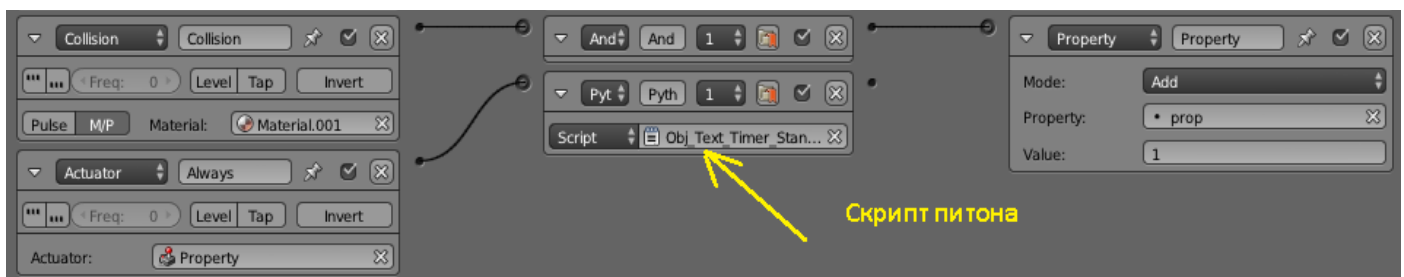 Collision Collision And And 1 Property Property
Freq: 0 Level Tap Invert Pyt Pyth 1 Mode: Add
Pulse M/P Material: Material.001 Script Obj_Text_Timer_Stan... Property: prop
Actuator Always Value: 1
Freq: 0 Level Tap Invert
Скрипт питона
Actuator: Property